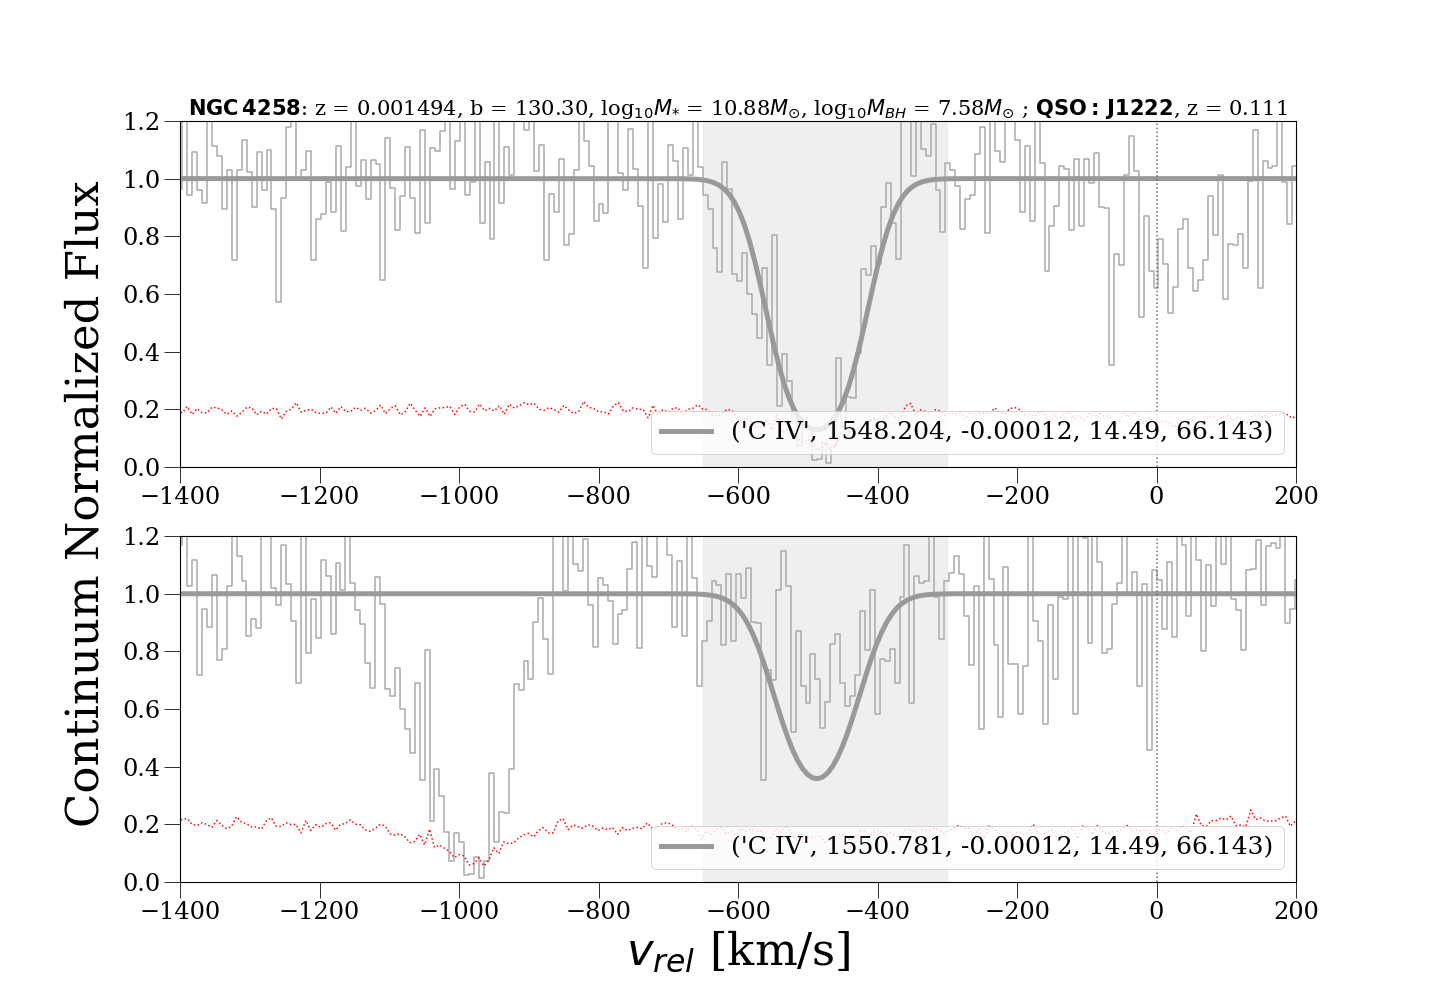 NGC 4258: z = 0.001494, b = 130.30, log₁₀M* = 10.88M⊙, log₁₀M_BH = 7.58M⊙ ; QSO : J1222, z = 0.111
Continuum Normalized Flux
1.2
1.0
0.8
0.6
0.4
0.2
0.0
('C IV', 1548.204, -0.00012, 14.49, 66.143)
−1400 −1200 −1000 −800 −600 −400 −200 0 200
1.2
1.0
0.8
0.6
0.4
0.2
0.0
('C IV', 1550.781, -0.00012, 14.49, 66.143)
−1400 −1200 −1000 −800 −600 −400 −200 0 200
v_rel [km/s]